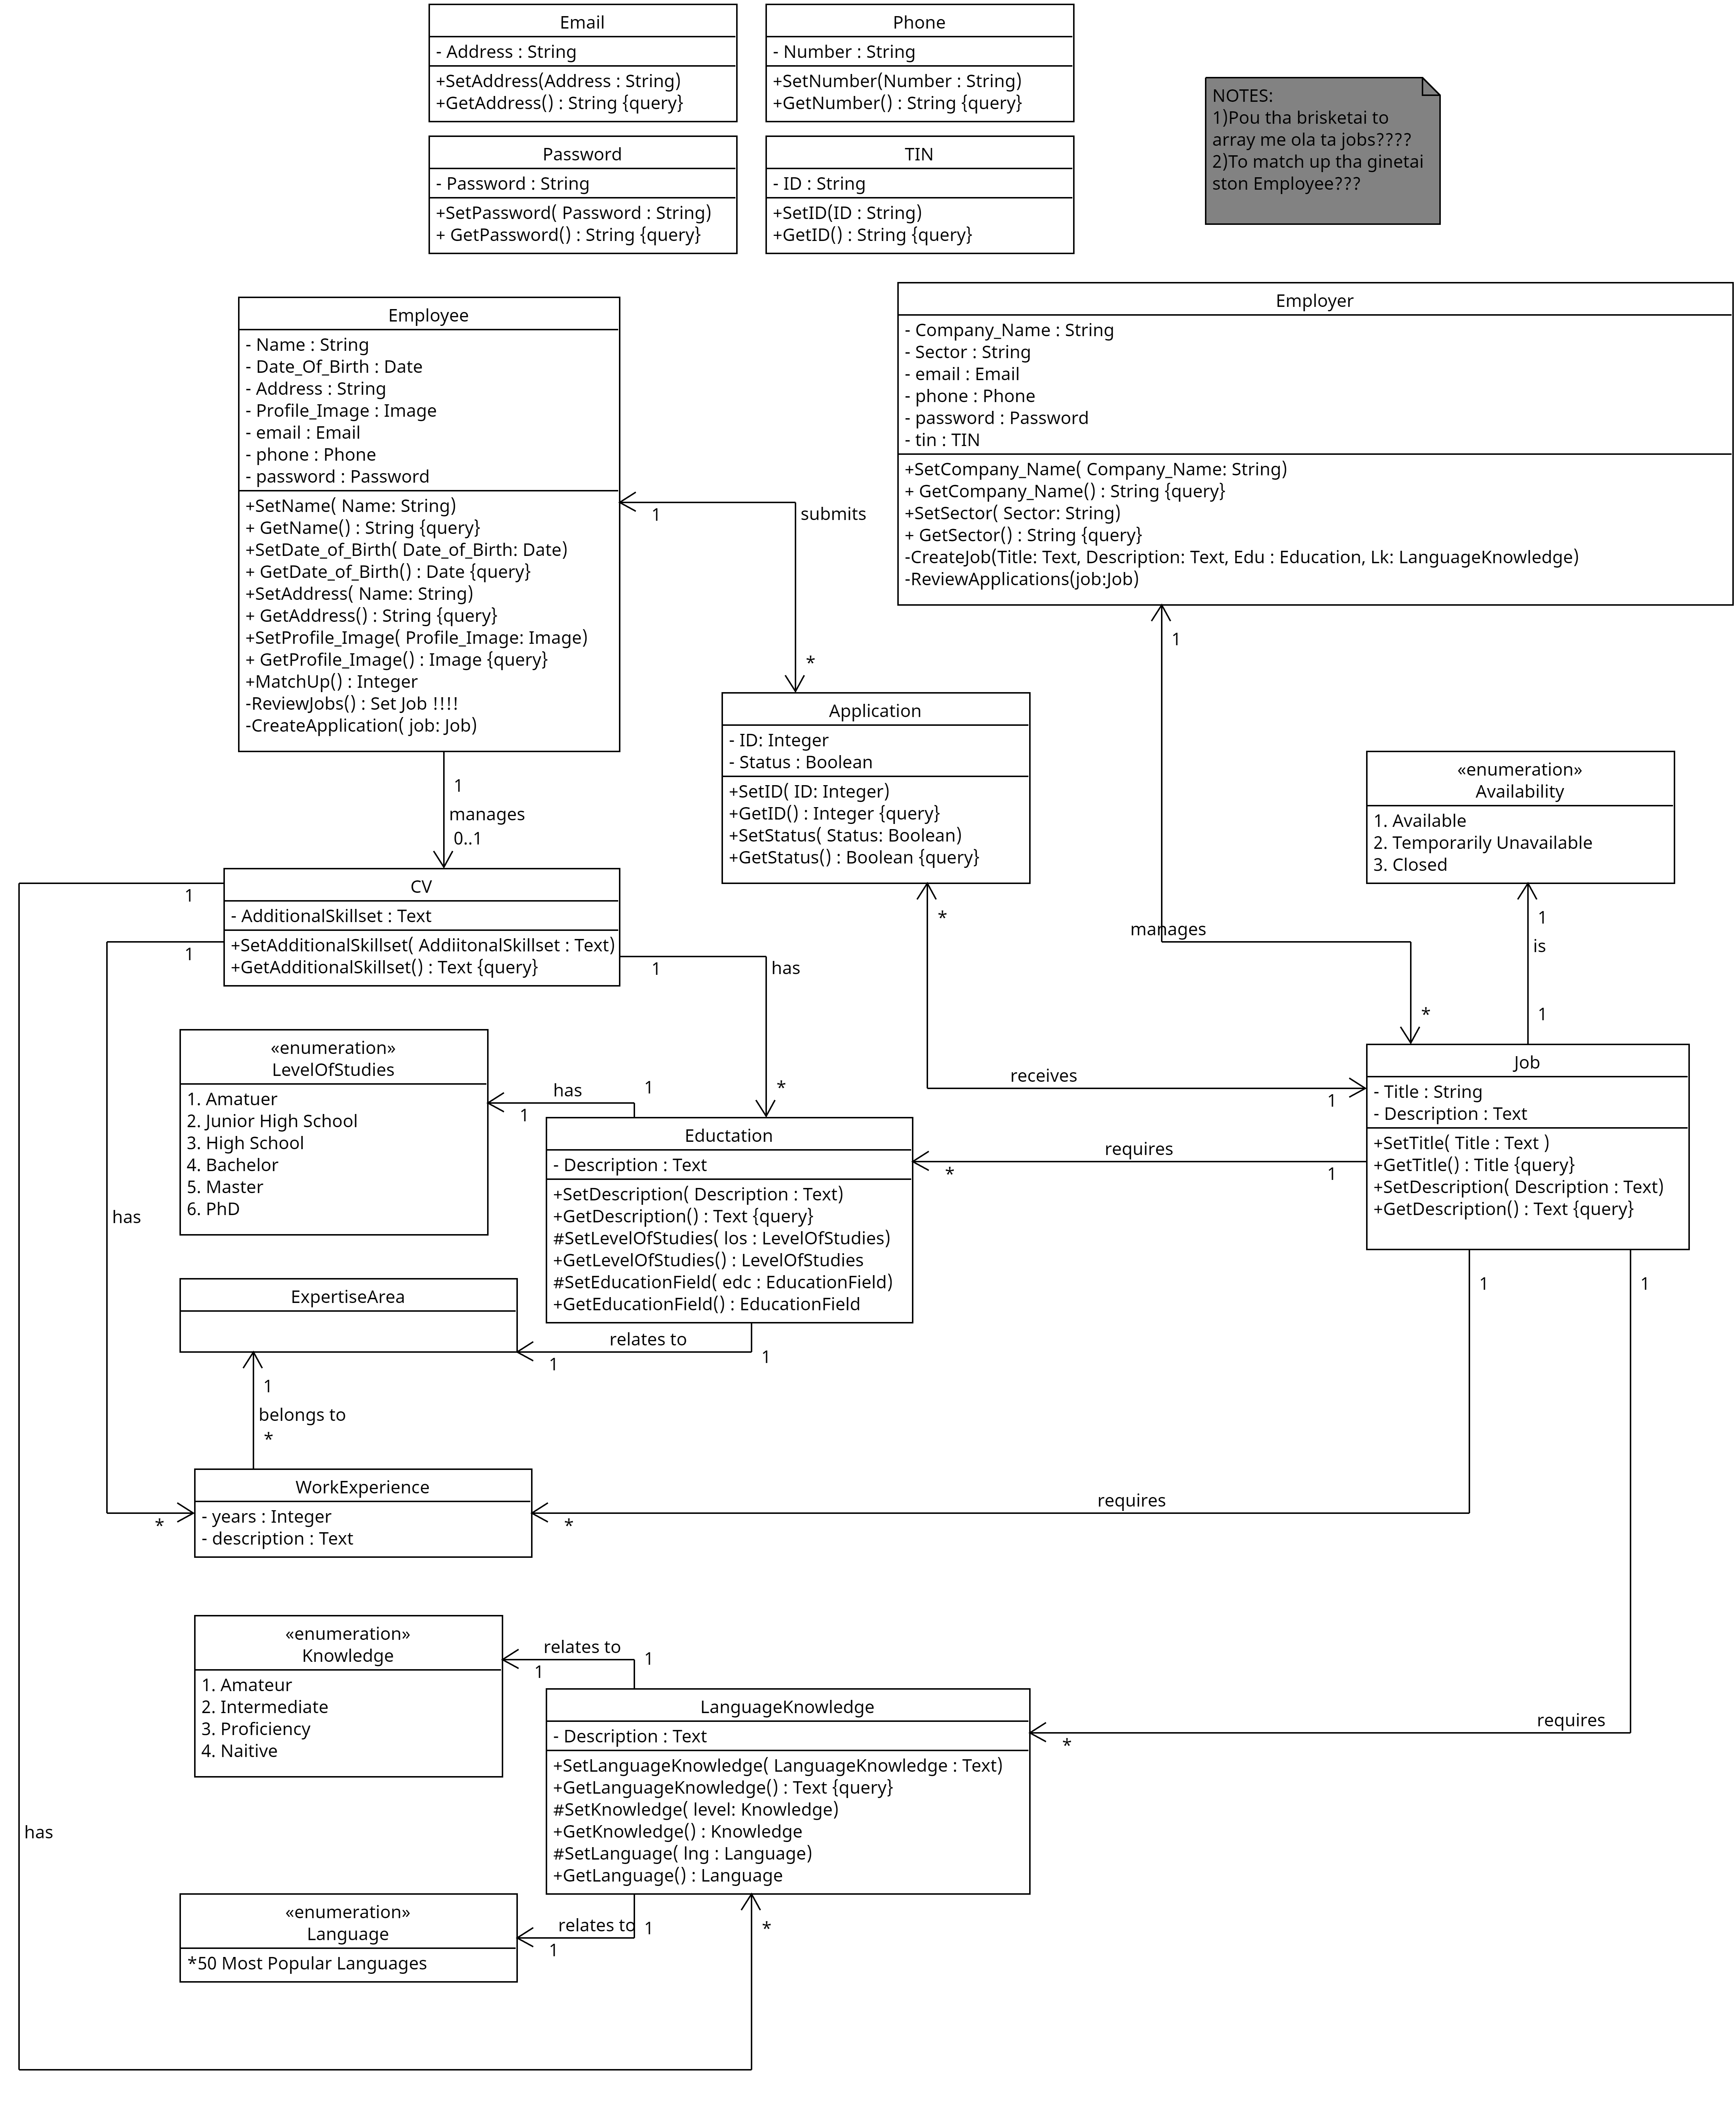 Email
- Address : String
+SetAddress(Address : String)
+GetAddress() : String {query}
Phone
- Number : String
+SetNumber(Number : String)
+GetNumber() : String {query}
NOTES:
1)Pou tha brisketai to
array me ola ta jobs????
2)To match up tha ginetai
ston Employee???
Password
- Password : String
+SetPassword( Password : String)
+ GetPassword() : String {query}
TIN
- ID : String
+SetID(ID : String)
+GetID() : String {query}
Employee
- Name : String
- Date_Of_Birth : Date
- Address : String
- Profile_Image : Image
- email : Email
- phone : Phone
- password : Password
+SetName( Name: String)
+ GetName() : String {query}
+SetDate_of_Birth( Date_of_Birth: Date)
+ GetDate_of_Birth() : Date {query}
+SetAddress( Name: String)
+ GetAddress() : String {query}
+SetProfile_Image( Profile_Image: Image)
+ GetProfile_Image() : Image {query}
+MatchUp() : Integer
-ReviewJobs() : Set Job !!!!
-CreateApplication( job: Job)
Employer
- Company_Name : String
- Sector : String
- email : Email
- phone : Phone
- password : Password
- tin : TIN
+SetCompany_Name( Company_Name: String)
+ GetCompany_Name() : String {query}
+SetSector( Sector: String)
+ GetSector() : String {query}
-CreateJob(Title: Text, Description: Text, Edu : Education, Lk: LanguageKnowledge)
-ReviewApplications(job:Job)
1
submits
*
1
Application
- ID: Integer
- Status : Boolean
+SetID( ID: Integer)
+GetID() : Integer {query}
+SetStatus( Status: Boolean)
+GetStatus() : Boolean {query}
«enumeration»
Availability
1. Available
2. Temporarily Unavailable
3. Closed
1
manages
0..1
CV
- AdditionalSkillset : Text
+SetAdditionalSkillset( AddiitonalSkillset : Text)
+GetAdditionalSkillset() : Text {query}
1
1
1
has
*
*
manages
*
1
is
1
«enumeration»
LevelOfStudies
1. Amatuer
2. Junior High School
3. High School
4. Bachelor
5. Master
6. PhD
has
1
1
Eductation
- Description : Text
+SetDescription( Description : Text)
+GetDescription() : Text {query}
#SetLevelOfStudies( los : LevelOfStudies)
+GetLevelOfStudies() : LevelOfStudies
#SetEducationField( edc : EducationField)
+GetEducationField() : EducationField
receives
1
requires
*
1
Job
- Title : String
- Description : Text
+SetTitle( Title : Text )
+GetTitle() : Title {query}
+SetDescription( Description : Text)
+GetDescription() : Text {query}
has
ExpertiseArea
relates to
1
1
1
1
1
belongs to
*
WorkExperience
- years : Integer
- description : Text
*
*
requires
«enumeration»
Knowledge
1. Amateur
2. Intermediate
3. Proficiency
4. Naitive
relates to
1
1
LanguageKnowledge
- Description : Text
+SetLanguageKnowledge( LanguageKnowledge : Text)
+GetLanguageKnowledge() : Text {query}
#SetKnowledge( level: Knowledge)
+GetKnowledge() : Knowledge
#SetLanguage( lng : Language)
+GetLanguage() : Language
requires
*
has
«enumeration»
Language
*50 Most Popular Languages
relates to
1
1
*